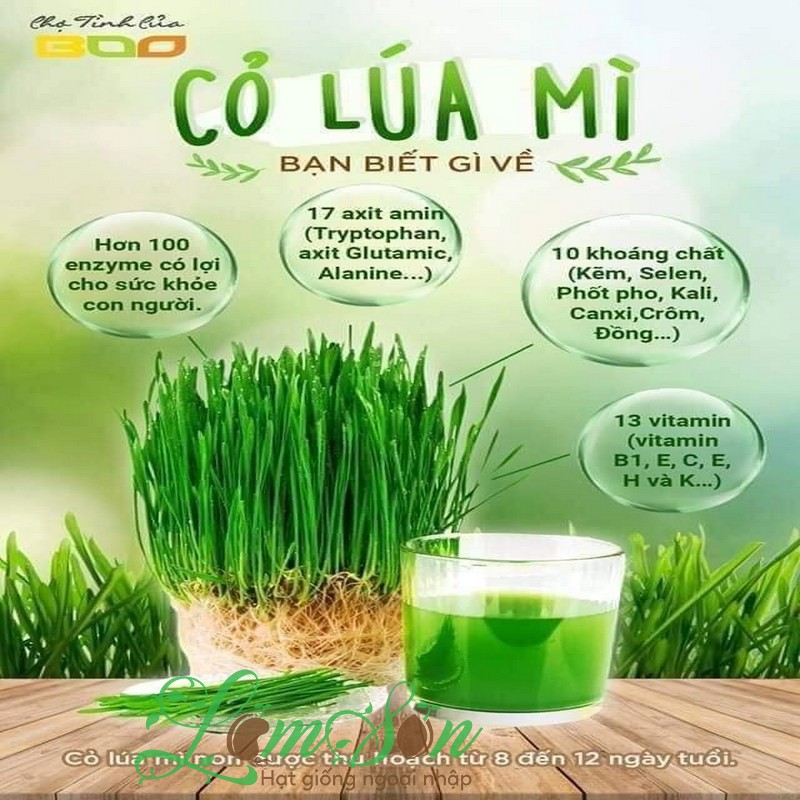 Chợ Tình Của
BOO
CỎ LÚA MÌ
BẠN BIẾT GÌ VỀ
Hơn 100
enzyme có lợi
cho sức khỏe
con người.
17 axit amin
(Tryptophan,
axit Glutamic,
Alanine...)
10 khoáng chất
(Kẽm, Selen,
Phốt pho, Kali,
Canxi,Crôm,
Đồng...)
13 vitamin
(vitamin
B1, E, C, E,
H và K...)
LâmSơn
Cỏ lúa mì non được thu hoạch từ 8 đến 12 ngày tuổi.
Hạt giống ngoại nhập